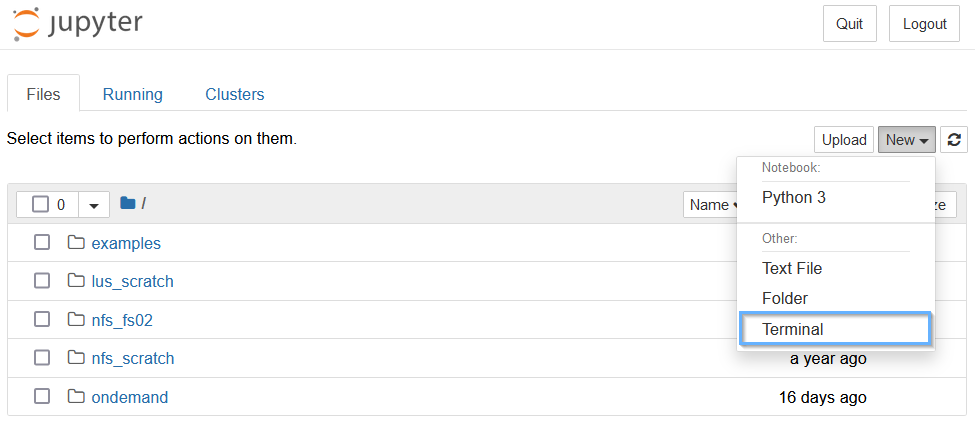 jupyter
Quit
Logout
Files
Running
Clusters
Select items to perform actions on them.
Upload
New
Notebook:
Python 3
Other:
Text File
Folder
Terminal
0
/
Name
ze
examples
lus_scratch
nfs_fs02
nfs_scratch
a year ago
ondemand
16 days ago